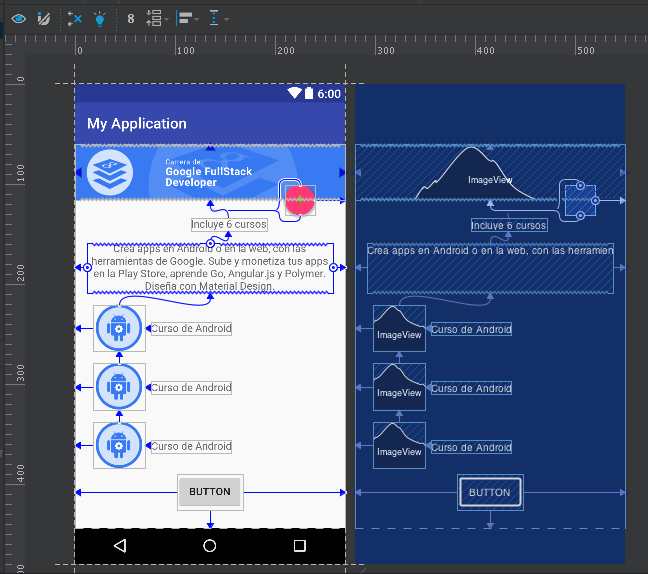 8
0 100 200 300 400 500
0
100
200
300
400
6:00
My Application
Carrera de:
Google FullStack
Developer
ImageView
Incluye 6 cursos
Incluye 6 cursos
Crea apps en Android o en la web, con las
herramientas de Google. Sube y monetiza tus apps
en la Play Store, aprende Go, Angular.js y Polymer.
Diseña con Material Design.
Crea apps en Android o en la web, con las herramien
Curso de Android
ImageView
Curso de Android
Curso de Android
ImageView
Curso de Android
Curso de Android
ImageView
Curso de Android
BUTTON
BUTTON